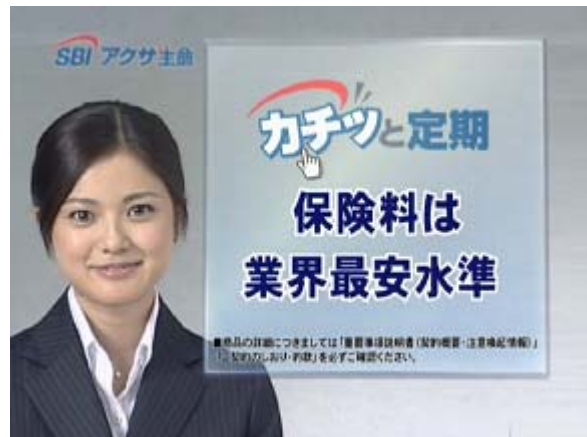 SBI アクサ生命
カチッと定期
保険料は
業界最安水準
■商品の詳細につきましては「重要事項説明書(契約概要・注意喚起情報)」
「ご契約のしおり・約款」を必ずご確認ください。